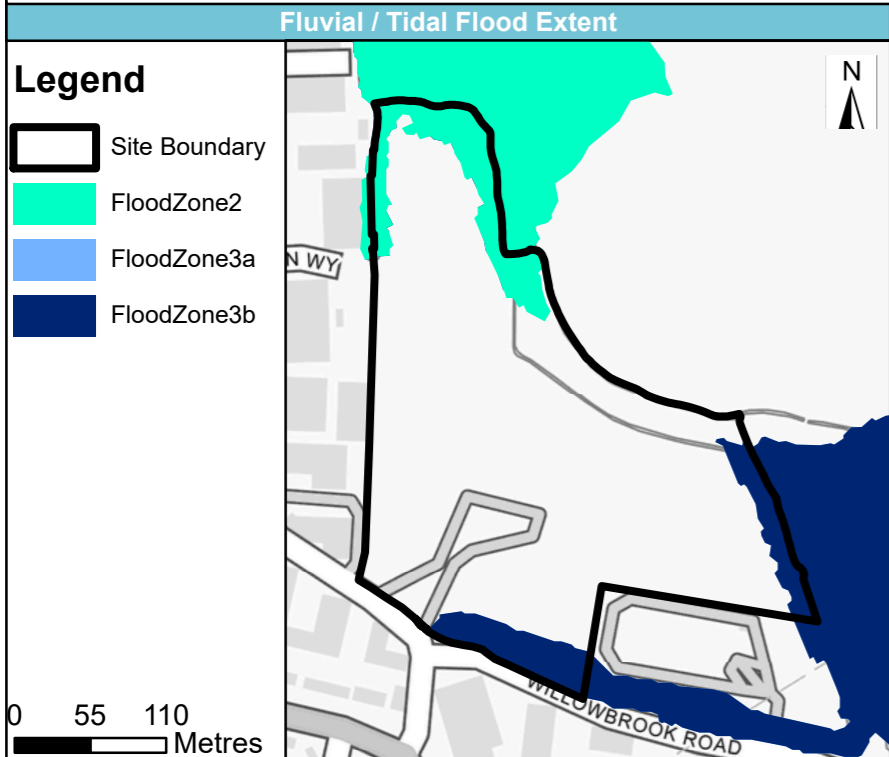 Fluvial / Tidal Flood Extent
Legend
Site Boundary
FloodZone2
FloodZone3a
FloodZone3b
N
N WY
WILLOWBROOK ROAD
0 55 110
Metres